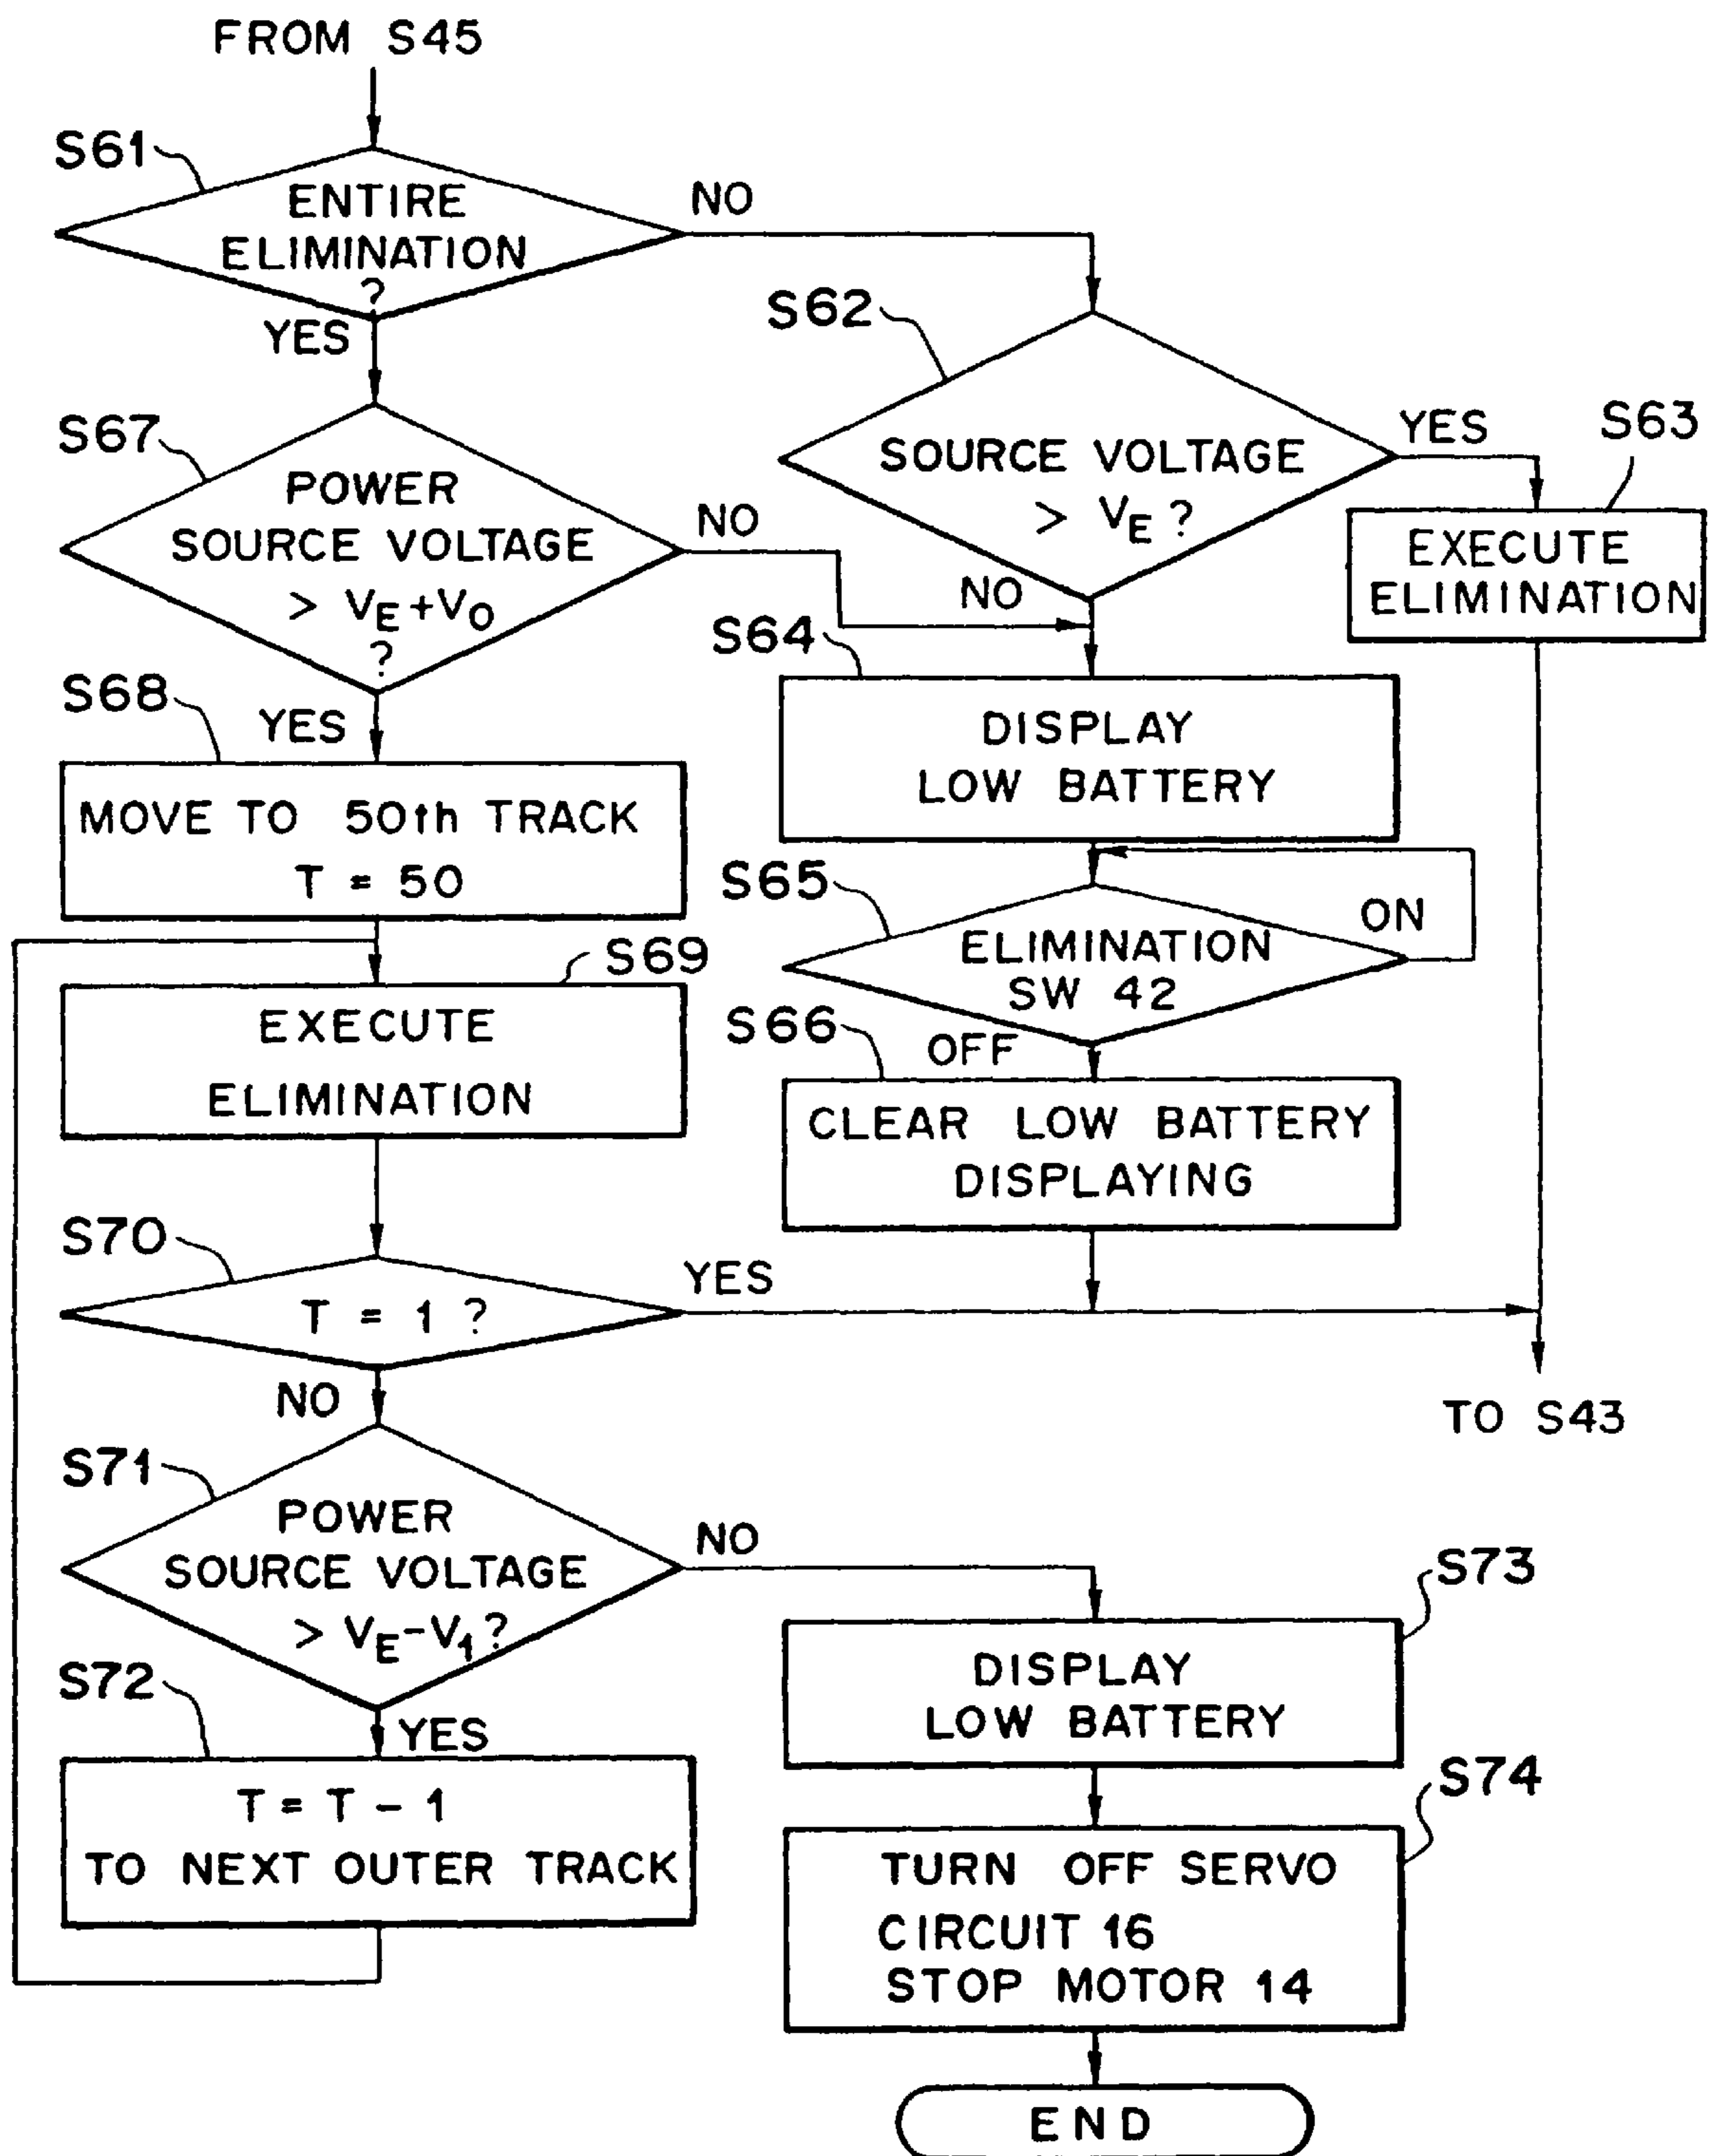 FROM S45
S61
ENTIRE
ELIMINATION
?
NO
YES
S62
SOURCE VOLTAGE
> VE ?
YES
NO
S63
EXECUTE
ELIMINATION
S67
POWER
SOURCE VOLTAGE
> VE+VO
?
NO
YES
S64
DISPLAY
LOW BATTERY
S68
MOVE TO 50th TRACK
T = 50
S65
ELIMINATION
SW 42
ON
OFF
S69
EXECUTE
ELIMINATION
S66
CLEAR LOW BATTERY
DISPLAYING
S70
T = 1 ?
YES
NO
TO S43
S71
POWER
SOURCE VOLTAGE
> VE-V1?
NO
YES
S72
T = T - 1
TO NEXT OUTER TRACK
S73
DISPLAY
LOW BATTERY
S74
TURN OFF SERVO
CIRCUIT 16
STOP MOTOR 14
END